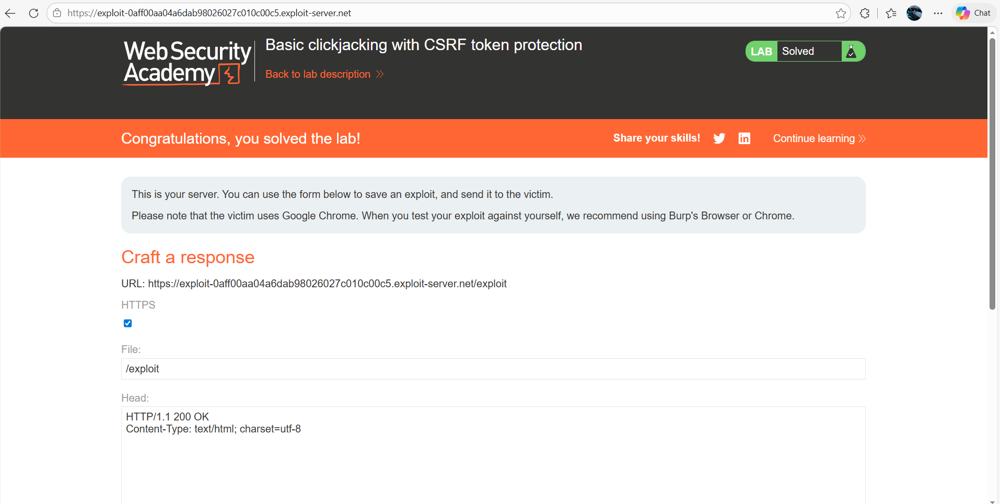 https://exploit-0aff00aa04a6dab98026027c010c00c5.exploit-server.net
Chat
Web Security
Academy
Basic clickjacking with CSRF token protection
Back to lab description
LAB Solved
Congratulations, you solved the lab!
Share your skills!
Continue learning
This is your server. You can use the form below to save an exploit, and send it to the victim.
Please note that the victim uses Google Chrome. When you test your exploit against yourself, we recommend using Burp's Browser or Chrome.
Craft a response
URL: https://exploit-0aff00aa04a6dab98026027c010c00c5.exploit-server.net/exploit
HTTPS
File:
/exploit
Head:
HTTP/1.1 200 OK
Content-Type: text/html; charset=utf-8